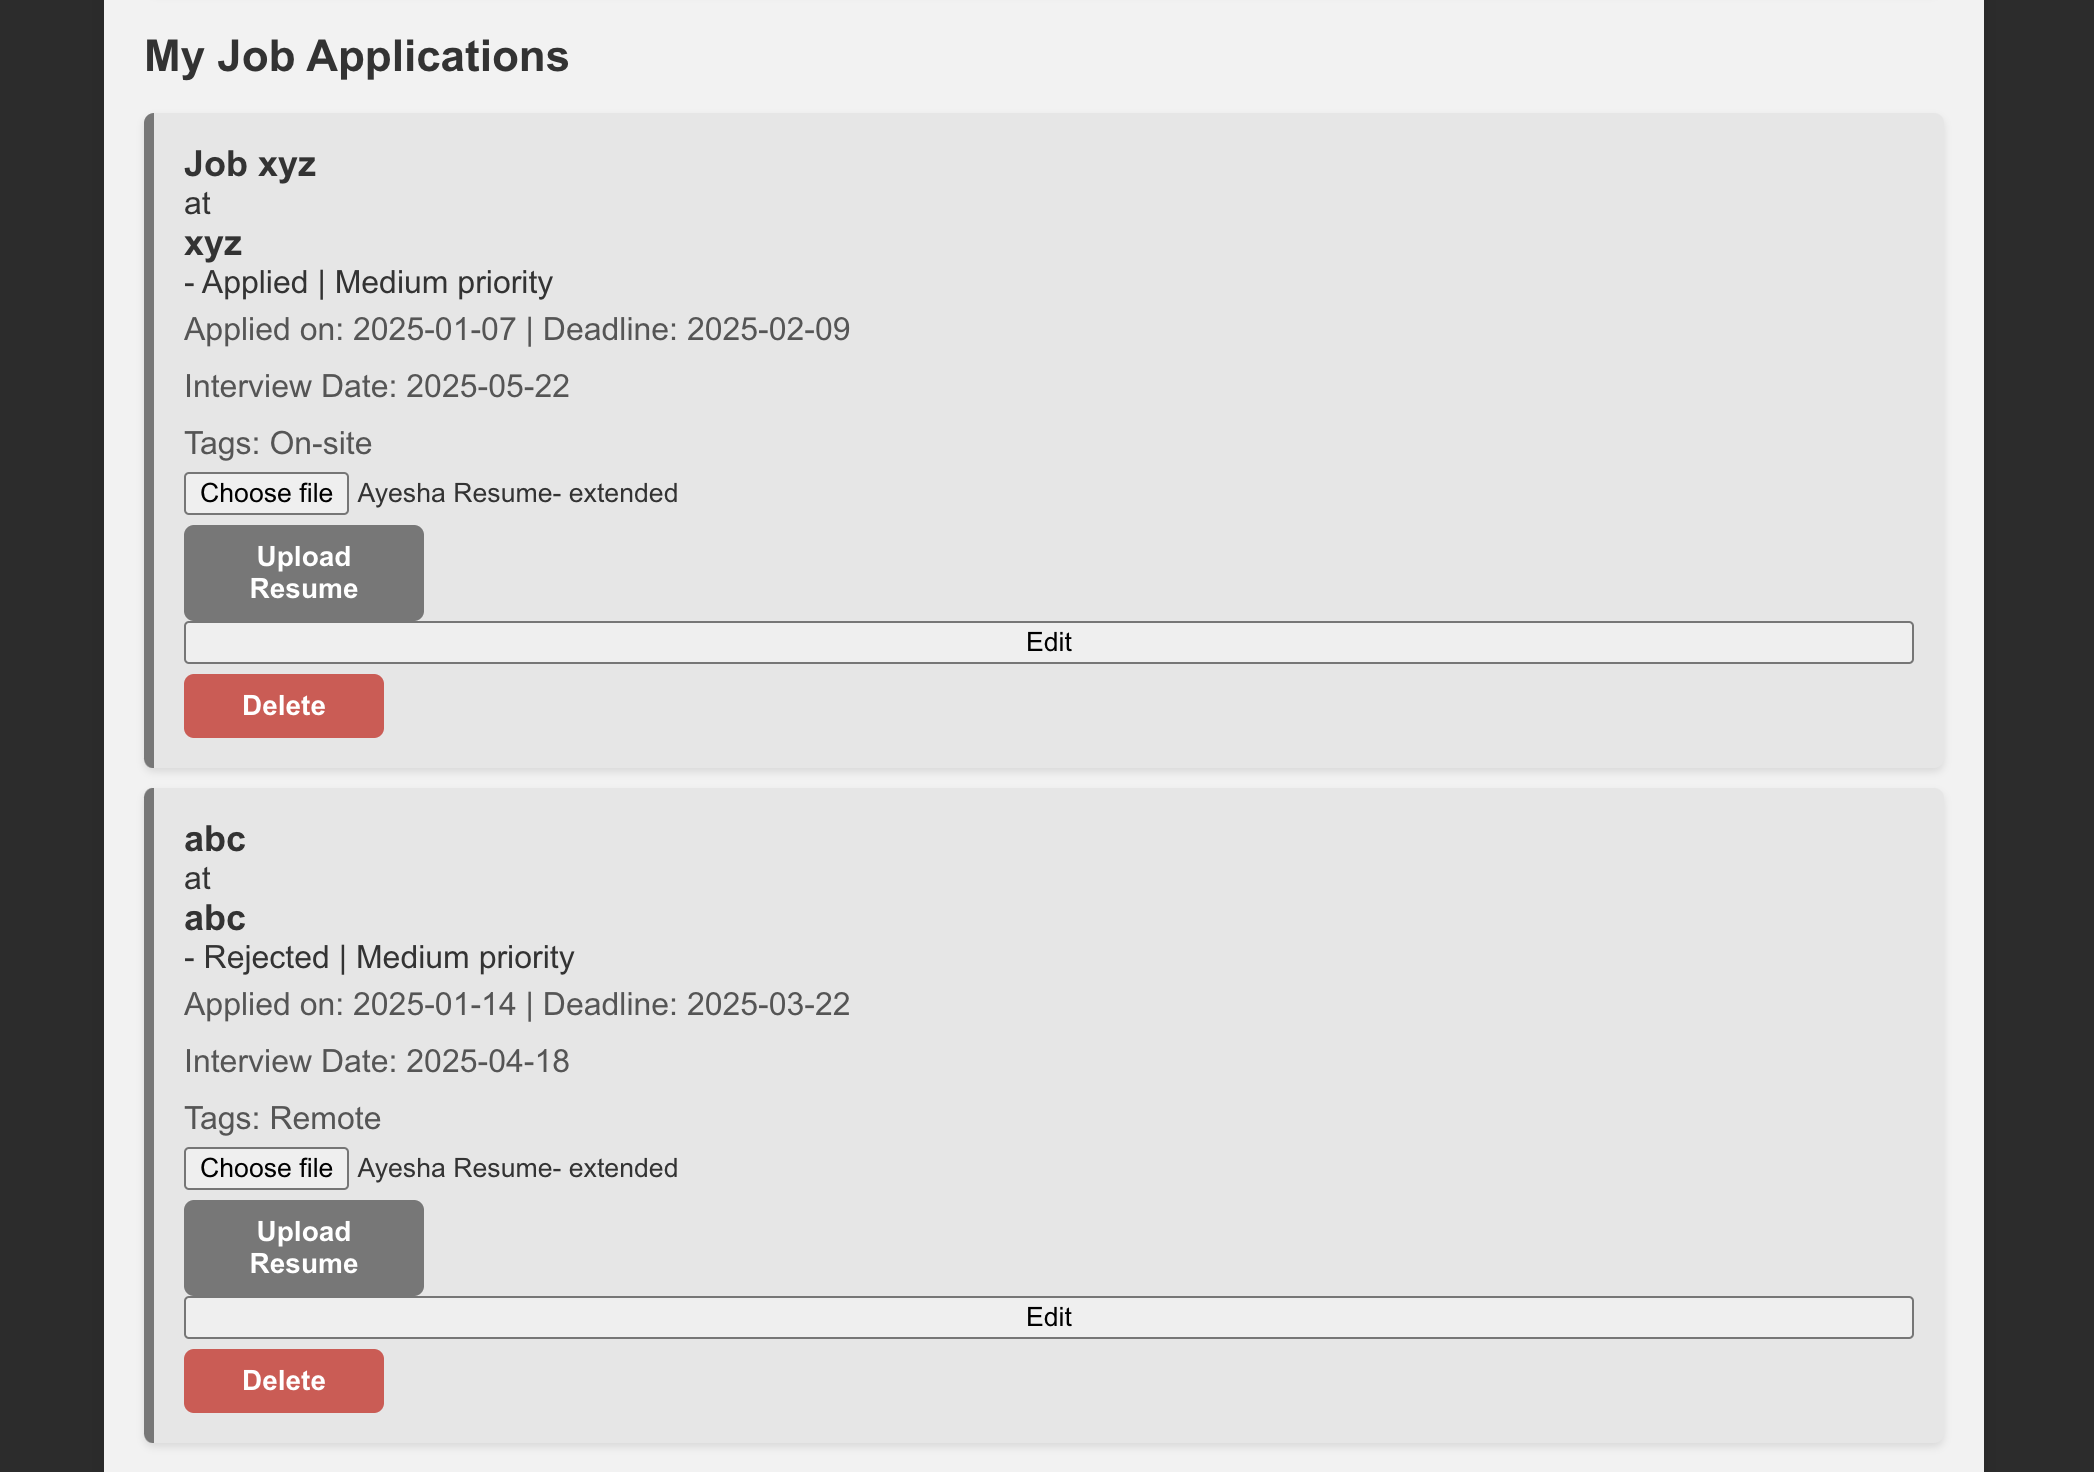 My Job Applications
Job xyz
at
xyz
- Applied | Medium priority
Applied on: 2025-01-07 | Deadline: 2025-02-09
Interview Date: 2025-05-22
Tags: On-site
Choose file Ayesha Resume- extended
Upload
Resume
Edit
Delete
abc
at
abc
- Rejected | Medium priority
Applied on: 2025-01-14 | Deadline: 2025-03-22
Interview Date: 2025-04-18
Tags: Remote
Choose file Ayesha Resume- extended
Upload
Resume
Edit
Delete